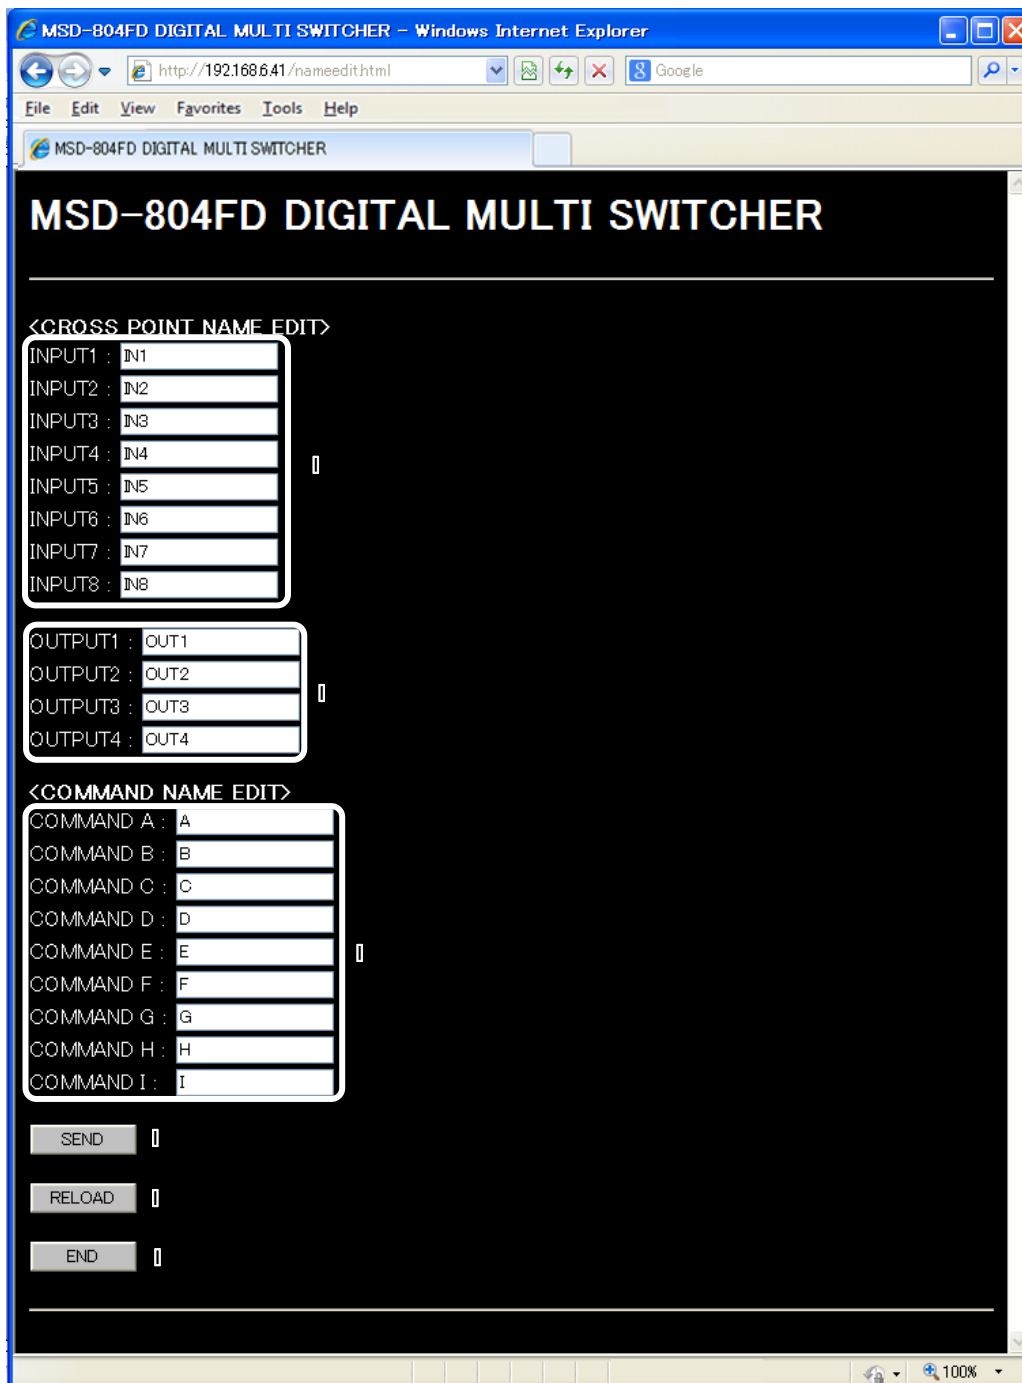 MSD-804FD DIGITAL MULTI SWITCHER - Windows Internet Explorer
http://192.168.6.41/nameedit.html
Google
File Edit View Favorites Tools Help
MSD-804FD DIGITAL MULTI SWITCHER
MSD-804FD DIGITAL MULTI SWITCHER
<CROSS POINT NAME EDIT>
INPUT1 : IN1
INPUT2 : IN2
INPUT3 : IN3
INPUT4 : IN4
INPUT5 : IN5
INPUT6 : IN6
INPUT7 : IN7
INPUT8 : IN8
OUTPUT1 : OUT1
OUTPUT2 : OUT2
OUTPUT3 : OUT3
OUTPUT4 : OUT4
<COMMAND NAME EDIT>
COMMAND A : A
COMMAND B : B
COMMAND C : C
COMMAND D : D
COMMAND E : E
COMMAND F : F
COMMAND G : G
COMMAND H : H
COMMAND I : I
SEND
RELOAD
END
100%